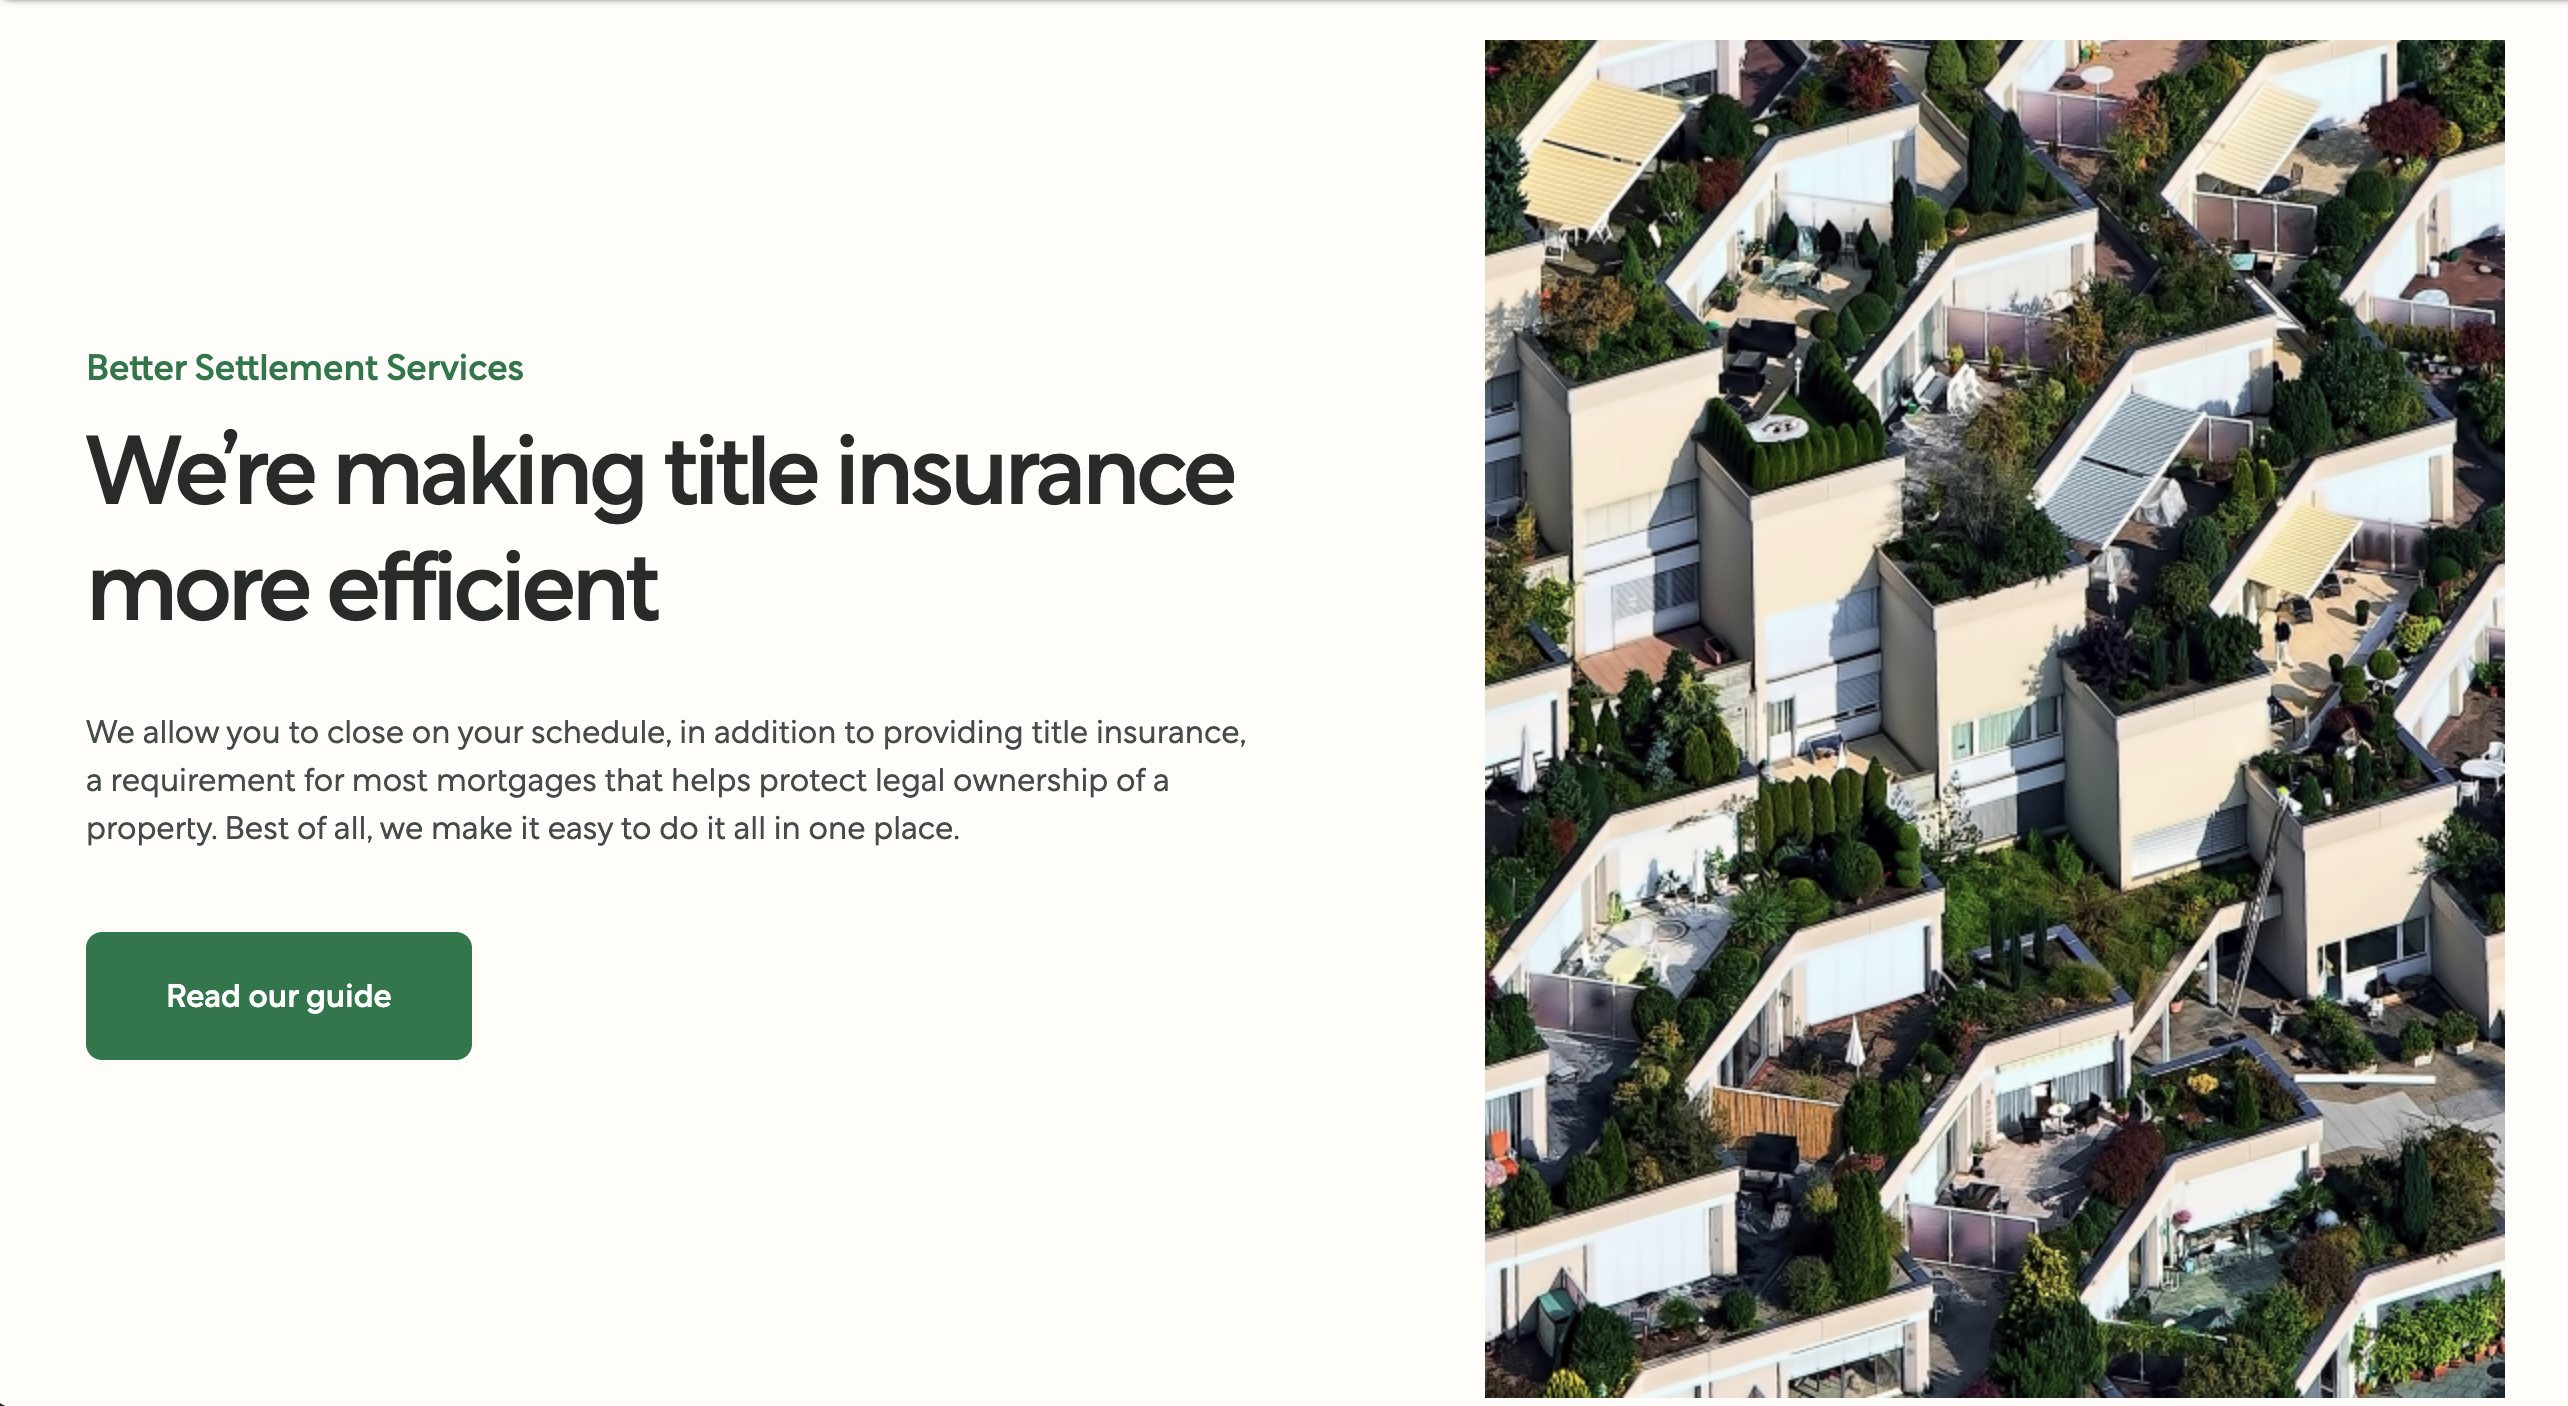 Better Settlement Services
We’re making title insurance
more efficient
We allow you to close on your schedule, in addition to providing title insurance,
a requirement for most mortgages that helps protect legal ownership of a
property. Best of all, we make it easy to do it all in one place.
Read our guide